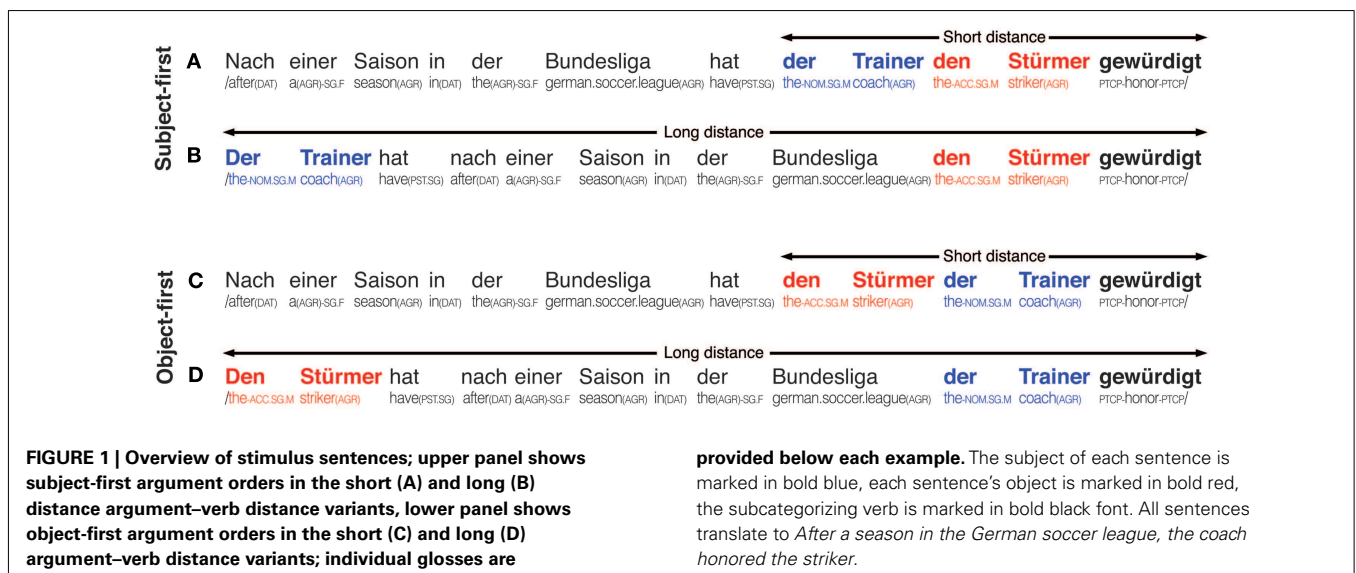 Subject-first
Short distance
A Nach einer Saison in der Bundesliga hat der Trainer den Stürmer gewürdigt
/after(DAT) a(AGR)-SG.F season(AGR) in(DAT) the(AGR)-SG.F german.soccer.league(AGR) have(PST.SG) the-NOM.SG.M coach(AGR) the-ACC.SG.M striker(AGR) PTCP-honor-PTCP/
Long distance
B Der Trainer hat nach einer Saison in der Bundesliga den Stürmer gewürdigt
/the-NOM.SG.M coach(AGR) have(PST.SG) after(DAT) a(AGR)-SG.F season(AGR) in(DAT) the(AGR)-SG.F german.soccer.league(AGR) the-ACC.SG.M striker(AGR) PTCP-honor-PTCP/
Object-first
Short distance
C Nach einer Saison in der Bundesliga hat den Stürmer der Trainer gewürdigt
/after(DAT) a(AGR)-SG.F season(AGR) in(DAT) the(AGR)-SG.F german.soccer.league(AGR) have(PST.SG) the-ACC.SG.M striker(AGR) the-NOM.SG.M coach(AGR) PTCP-honor-PTCP/
Long distance
D Den Stürmer hat nach einer Saison in der Bundesliga der Trainer gewürdigt
/the-ACC.SG.M striker(AGR) have(PST.SG) after(DAT) a(AGR)-SG.F season(AGR) in(DAT) the(AGR)-SG.F german.soccer.league(AGR) the-NOM.SG.M coach(AGR) PTCP-honor-PTCP/
FIGURE 1 | Overview of stimulus sentences; upper panel shows
subject-first argument orders in the short (A) and long (B)
distance argument–verb distance variants, lower panel shows
object-first argument orders in the short (C) and long (D)
argument–verb distance variants; individual glosses are
provided below each example. The subject of each sentence is
marked in bold blue, each sentence's object is marked in bold red,
the subcategorizing verb is marked in bold black font. All sentences
translate to After a season in the German soccer league, the coach
honored the striker.